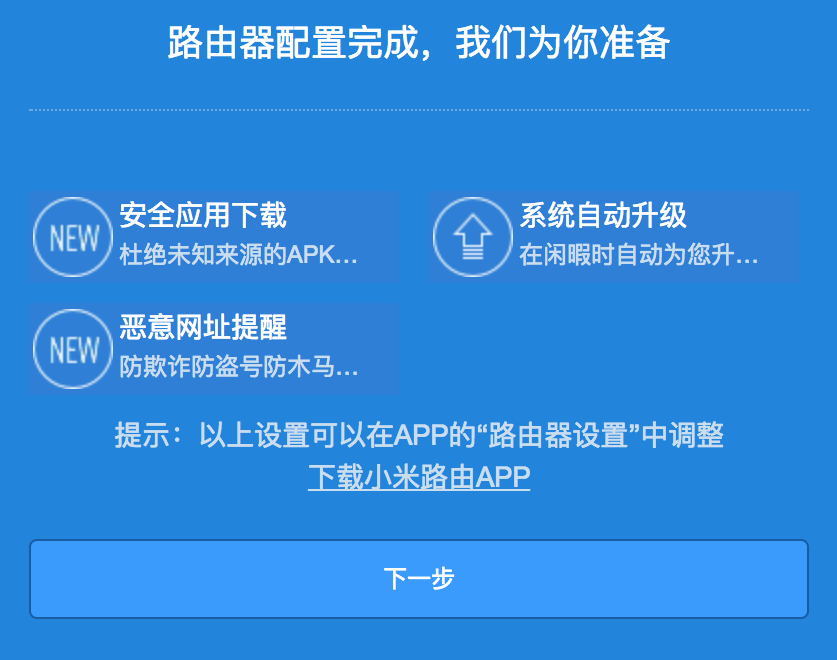 路由器配置完成，我们为你准备
NEW
安全应用下载
杜绝未知来源的APK...
系统自动升级
在闲暇时自动为您升...
NEW
恶意网址提醒
防欺诈防盗号防木马...
提示：以上设置可以在APP的“路由器设置”中调整
下载小米路由APP
下一步